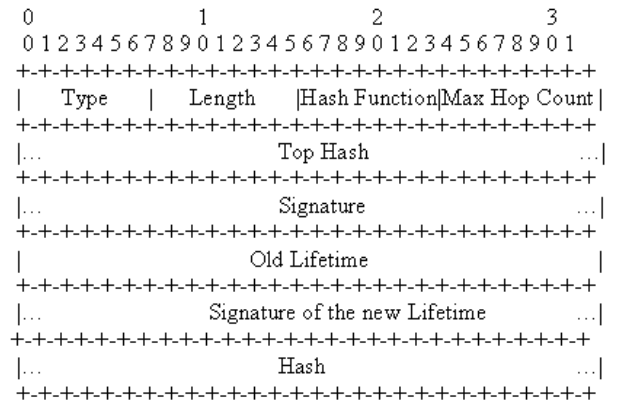 0 1 2 3
0 1 2 3 4 5 6 7 8 9 0 1 2 3 4 5 6 7 8 9 0 1 2 3 4 5 6 7 8 9 0 1
+-+-+-+-+-+-+-+-+-+-+-+-+-+-+-+-+-+-+-+-+-+-+-+-+-+-+-+-+
| Type | Length |Hash Function|Max Hop Count |
+-+-+-+-+-+-+-+-+-+-+-+-+-+-+-+-+-+-+-+-+-+-+-+-+-+-+-+-+
|... Top Hash ...|
+-+-+-+-+-+-+-+-+-+-+-+-+-+-+-+-+-+-+-+-+-+-+-+-+-+-+-+-+
|... Signature ...|
+-+-+-+-+-+-+-+-+-+-+-+-+-+-+-+-+-+-+-+-+-+-+-+-+-+-+-+-+
| Old Lifetime |
+-+-+-+-+-+-+-+-+-+-+-+-+-+-+-+-+-+-+-+-+-+-+-+-+-+-+-+-+
|... Signature of the new Lifetime ...|
+-+-+-+-+-+-+-+-+-+-+-+-+-+-+-+-+-+-+-+-+-+-+-+-+-+-+-+-+
|... Hash ...|
+-+-+-+-+-+-+-+-+-+-+-+-+-+-+-+-+-+-+-+-+-+-+-+-+-+-+-+-+